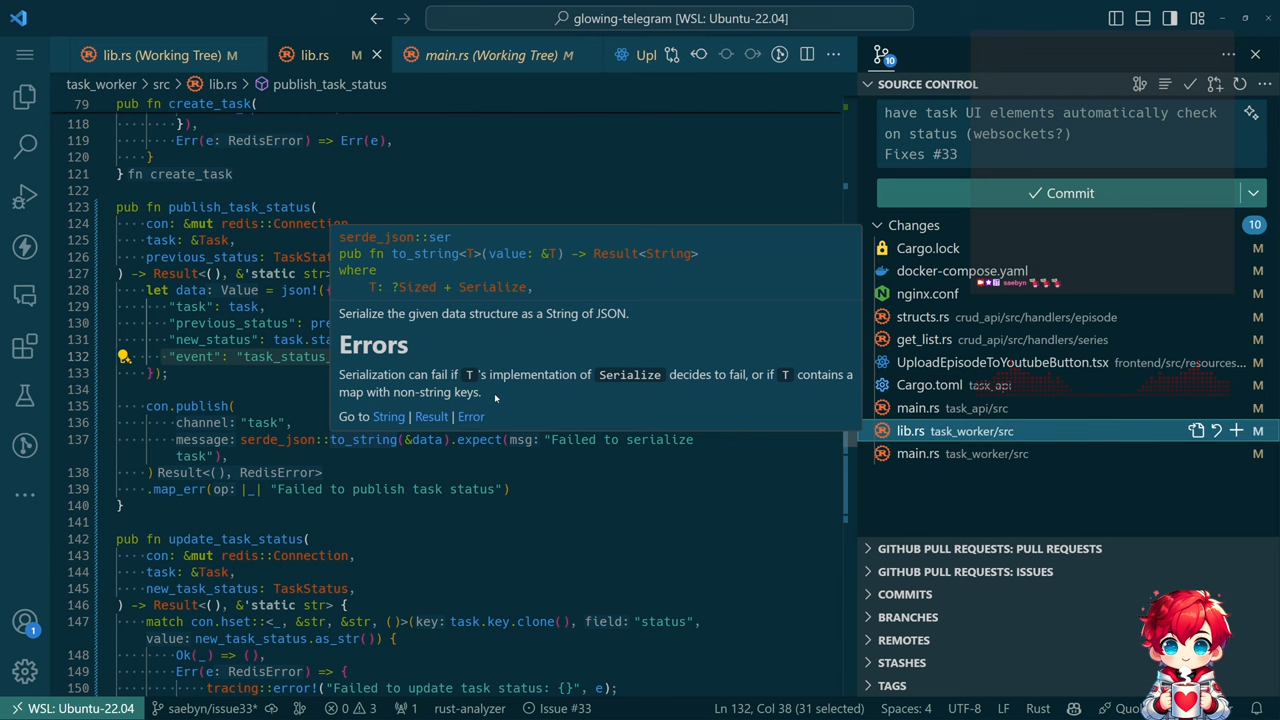 glowing-telegram [WSL: Ubuntu-22.04]
lib.rs (Working Tree) M
lib.rs M
main.rs (Working Tree) M
Upl
10
task_worker > src > lib.rs > publish_task_status
79 pub fn create_task(
118 }),
119 Err(e: RedisError) => Err(e),
120 }
121 } fn create_task
122
123 pub fn publish_task_status(
124 con: &mut redis::Connection,
125 task: &Task,
126 previous_status: TaskStat
127 ) -> Result<(), &'static str>
128 let data: Value = json!({
129 "task": task,
130 "previous_status": pre
131 "new_status": task.sta
132 "event": "task_status_
133 });
134
135 con.publish(
136 channel: "task",
137 message: serde_json::to_string(&data).expect(msg: "Failed to serialize
task"),
138 ) Result<(), RedisError>
139 .map_err(op: |_| "Failed to publish task status")
140 }
141
142 pub fn update_task_status(
143 con: &mut redis::Connection,
144 task: &Task,
145 new_task_status: TaskStatus,
146 ) -> Result<(), &'static str> {
147 match con.hset::<_, &str, &str, ()>(key: task.key.clone(), field: "status",
value: new_task_status.as_str()) {
148 Ok(_) => (),
149 Err(e: RedisError) => {
150 tracing::error!("Failed to update task status: {}", e);
serde_json::ser
pub fn to_string<T>(value: &T) -> Result<String>
where
T: ?Sized + Serialize,
Serialize the given data structure as a String of JSON.
Errors
Serialization can fail if T's implementation of Serialize decides to fail, or if T contains a
map with non-string keys.
Go to String | Result | Error
SOURCE CONTROL
have task UI elements automatically check
on status (websockets?)
Fixes #33
Commit
Changes 10
Cargo.lock M
docker-compose.yaml M
saebyn
nginx.conf M
structs.rs crud_api/src/handlers/episode M
get_list.rs crud_api/src/handlers/series M
UploadEpisodeToYoutubeButton.tsx frontend/src/resources... M
Cargo.toml task_api M
main.rs task_api/src M
lib.rs task_worker/src M
main.rs task_worker/src M
GITHUB PULL REQUESTS: PULL REQUESTS
GITHUB PULL REQUESTS: ISSUES
COMMITS
BRANCHES
REMOTES
STASHES
TAGS
1
WSL: Ubuntu-22.04 saebyn/issue33* 0 3 1 rust-analyzer Issue #33 Ln 132, Col 38 (31 selected) Spaces: 4 UTF-8 LF Rust